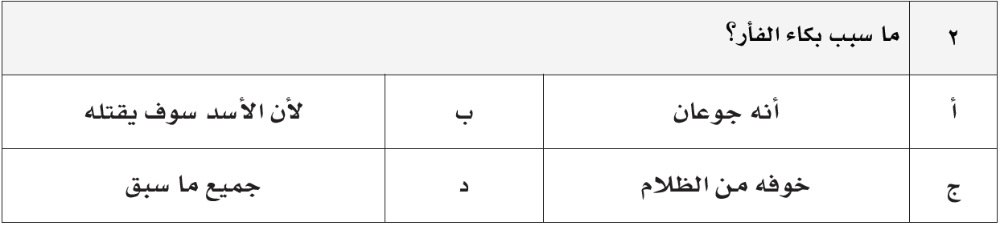 ٢ ما سبب بكاء الفأر؟
أ أنه جوعان ب لأن الأسد سوف يقتله
ج خوفه من الظلام د جميع ما سبق